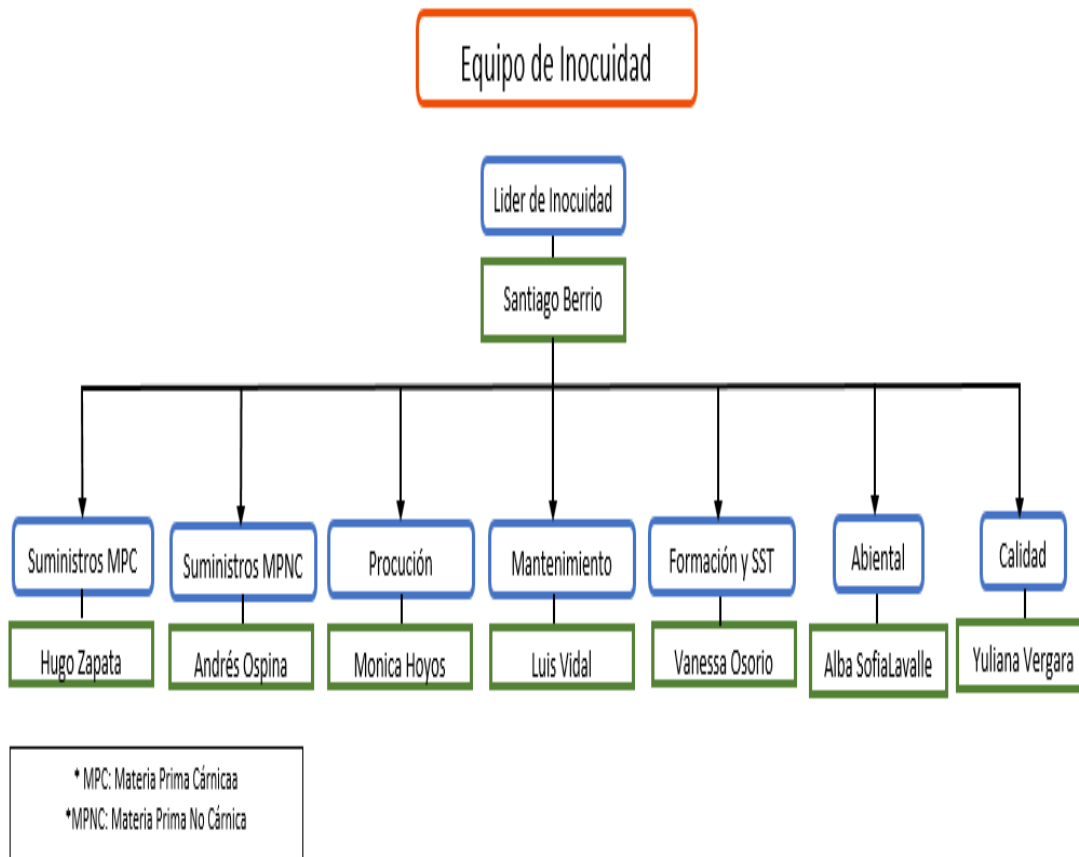 Equipo de Inocuidad
Lider de Inocuidad
Santiago Berrio
Suministros MPC
Suministros MPNC
Procución
Mantenimiento
Formación y SST
Abiental
Calidad
Hugo Zapata
Andrés Ospina
Monica Hoyos
Luis Vidal
Vanessa Osorio
Alba SofiaLavalle
Yuliana Vergara
* MPC: Materia Prima Cárnicaa
*MPNC: Materia Prima No Cárnica